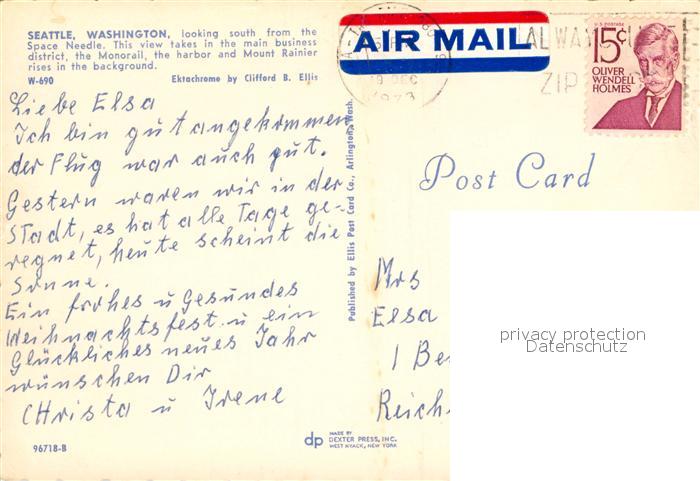 SEATTLE, WASHINGTON, looking south from the
Space Needle. This view takes in the main business
district, the Monorail, the harbor and Mount Rainier
rises in the background.
W-690 Ektachrome by Clifford B. Ellis
Liebe Elsa
Ich bin gut angekommen
der Flug war auch gut.
Gestern waren wir in der
Stadt, es hat alle Tage ge-
regnet, heute scheint die
Sonne.
Ein frohes u Gesundes
Weihnachtsfest u ein
Glückliches neues Jahr
wünschen Dir
CHrista u Irene
96718-B
dp MADE BY
DEXTER PRESS, INC.
WEST NYACK, NEW YORK
Published by Ellis Post Card Co., Arlington, Wash.
AIR MAIL
DEC
1973
ALWAYS
ZIP
U.S. POSTAGE
15¢
OLIVER
WENDELL
HOLMES
Post Card
Mrs
Elsa
1 Be
Reich
privacy protection
Datenschutz